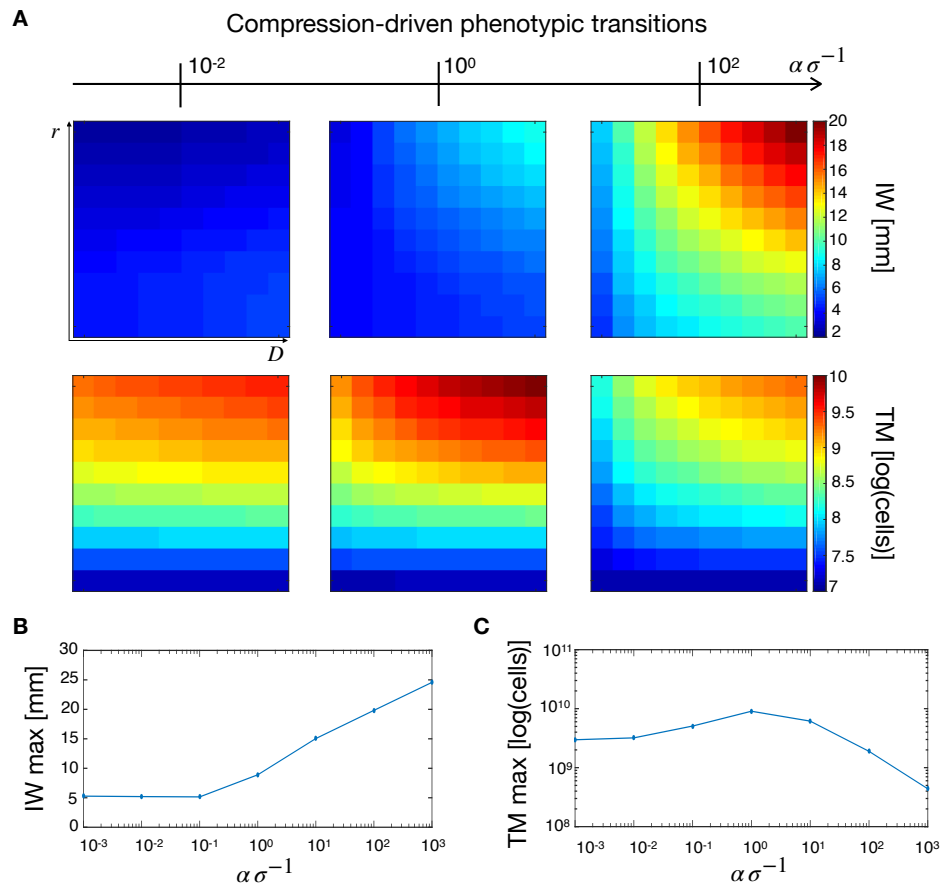 A
Compression-driven phenotypic transitions
10⁻² 10⁰ 10² α σ⁻¹
r
D
20
18
16
14
12
10
8
6
4
2
IW [mm]
10
9.5
9
8.5
8
7.5
7
TM [log(cells)]
B
30
25
20
15
10
5
0
IW max [mm]
10⁻³ 10⁻² 10⁻¹ 10⁰ 10¹ 10² 10³
α σ⁻¹
C
10¹¹
10¹⁰
10⁹
10⁸
TM max [log(cells)]
10⁻³ 10⁻² 10⁻¹ 10⁰ 10¹ 10² 10³
α σ⁻¹